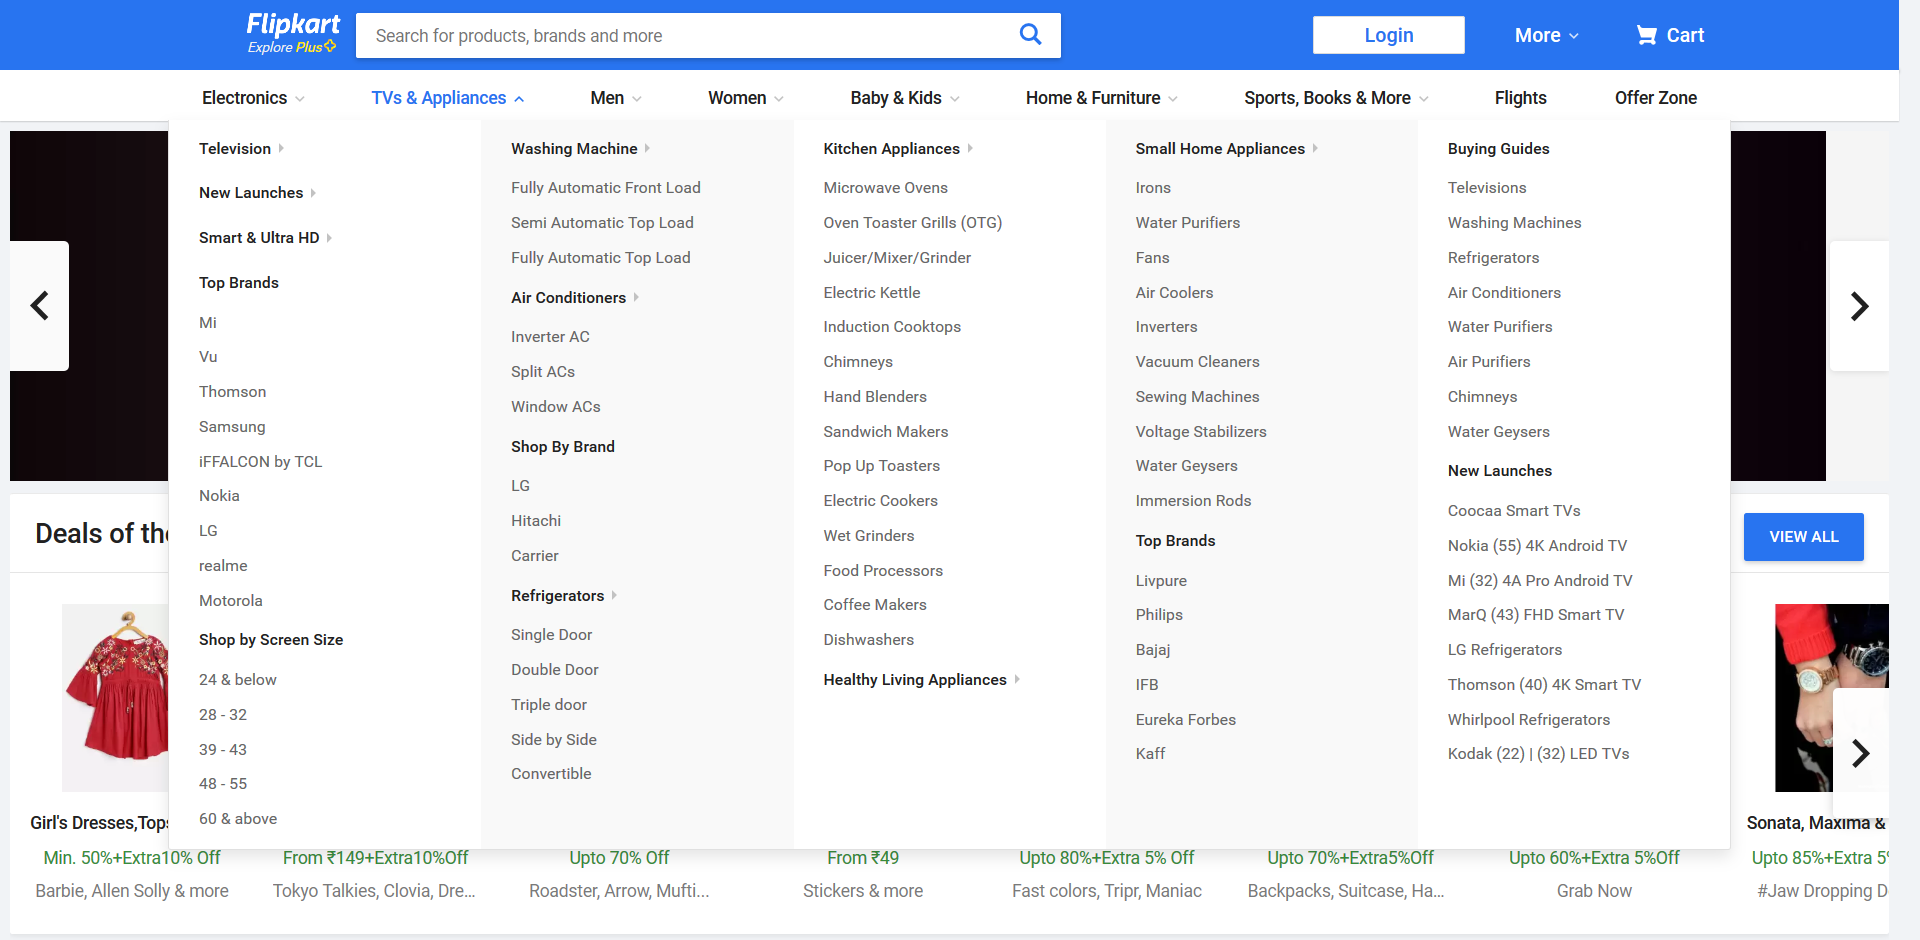 Flipkart
Explore Plus
Search for products, brands and more
Login
More
Cart
Electronics
TVs & Appliances
Men
Women
Baby & Kids
Home & Furniture
Sports, Books & More
Flights
Offer Zone
Television
New Launches
Smart & Ultra HD
Top Brands
Mi
Vu
Thomson
Samsung
iFFALCON by TCL
Nokia
LG
realme
Motorola
Shop by Screen Size
24 & below
28 - 32
39 - 43
48 - 55
60 & above
Washing Machine
Fully Automatic Front Load
Semi Automatic Top Load
Fully Automatic Top Load
Air Conditioners
Inverter AC
Split ACs
Window ACs
Shop By Brand
LG
Hitachi
Carrier
Refrigerators
Single Door
Double Door
Triple door
Side by Side
Convertible
Kitchen Appliances
Microwave Ovens
Oven Toaster Grills (OTG)
Juicer/Mixer/Grinder
Electric Kettle
Induction Cooktops
Chimneys
Hand Blenders
Sandwich Makers
Pop Up Toasters
Electric Cookers
Wet Grinders
Food Processors
Coffee Makers
Dishwashers
Healthy Living Appliances
Small Home Appliances
Irons
Water Purifiers
Fans
Air Coolers
Inverters
Vacuum Cleaners
Sewing Machines
Voltage Stabilizers
Water Geysers
Immersion Rods
Top Brands
Livpure
Philips
Bajaj
IFB
Eureka Forbes
Kaff
Buying Guides
Televisions
Washing Machines
Refrigerators
Air Conditioners
Water Purifiers
Air Purifiers
Chimneys
Water Geysers
New Launches
Coocaa Smart TVs
Nokia (55) 4K Android TV
Mi (32) 4A Pro Android TV
MarQ (43) FHD Smart TV
LG Refrigerators
Thomson (40) 4K Smart TV
Whirlpool Refrigerators
Kodak (22) | (32) LED TVs
Deals of the
VIEW ALL
Girl's Dresses,Tops
Sonata, Maxima &
Min. 50%+Extra10% Off
From ₹149+Extra10%Off
Upto 70% Off
From ₹49
Upto 80%+Extra 5% Off
Upto 70%+Extra5%Off
Upto 60%+Extra 5%Off
Upto 85%+Extra 5%
Barbie, Allen Solly & more
Tokyo Talkies, Clovia, Dre...
Roadster, Arrow, Mufti...
Stickers & more
Fast colors, Tripr, Maniac
Backpacks, Suitcase, Ha...
Grab Now
#Jaw Dropping D